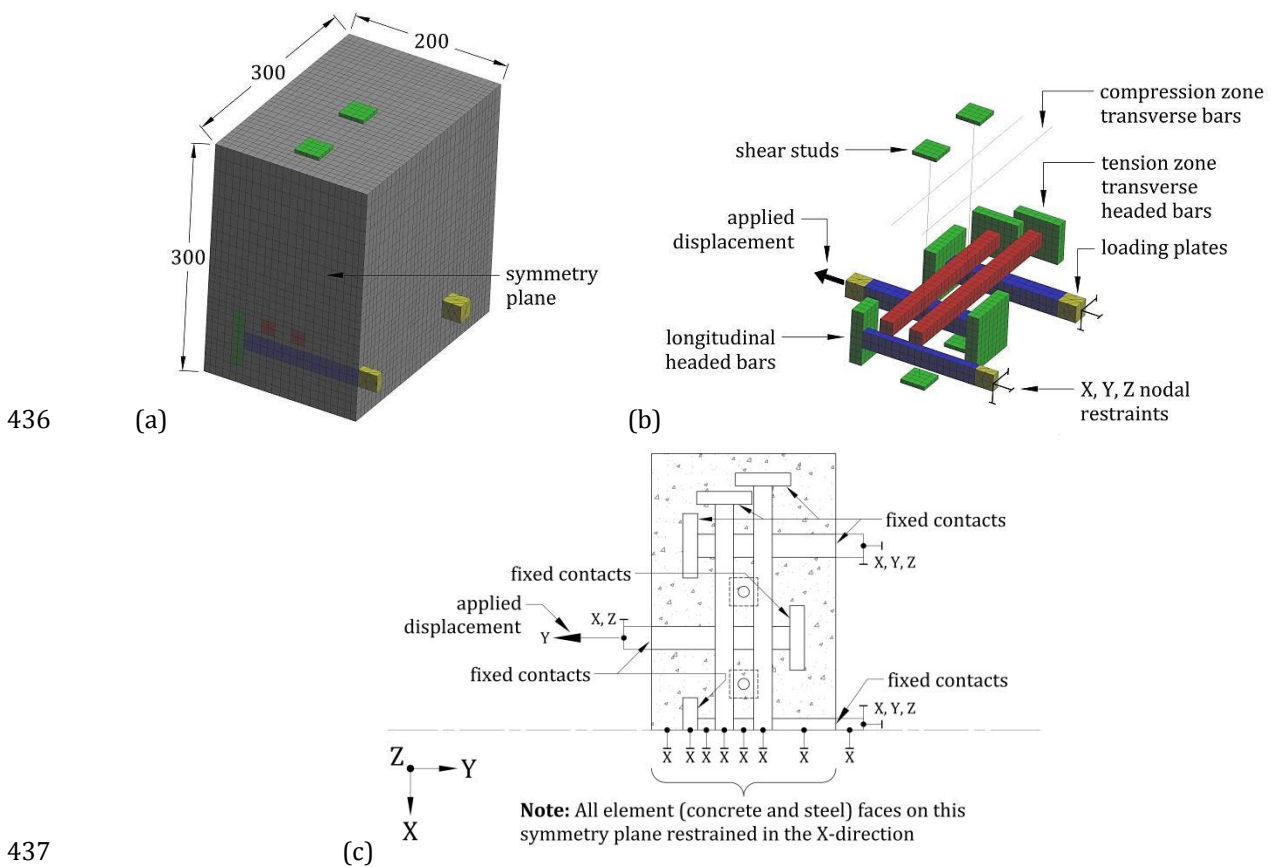 200
300
300
symmetry
plane
436
(a)
compression zone
transverse bars
shear studs
tension zone
transverse
headed bars
applied
displacement
loading plates
longitudinal
headed bars
X, Y, Z nodal
restraints
(b)
fixed contacts
X, Y, Z
fixed contacts
applied
displacement
X, Z
Y
fixed contacts
fixed contacts
X, Y, Z
X X X X X X X X
Z
Y
X
Note: All element (concrete and steel) faces on this
symmetry plane restrained in the X-direction
437
(c)